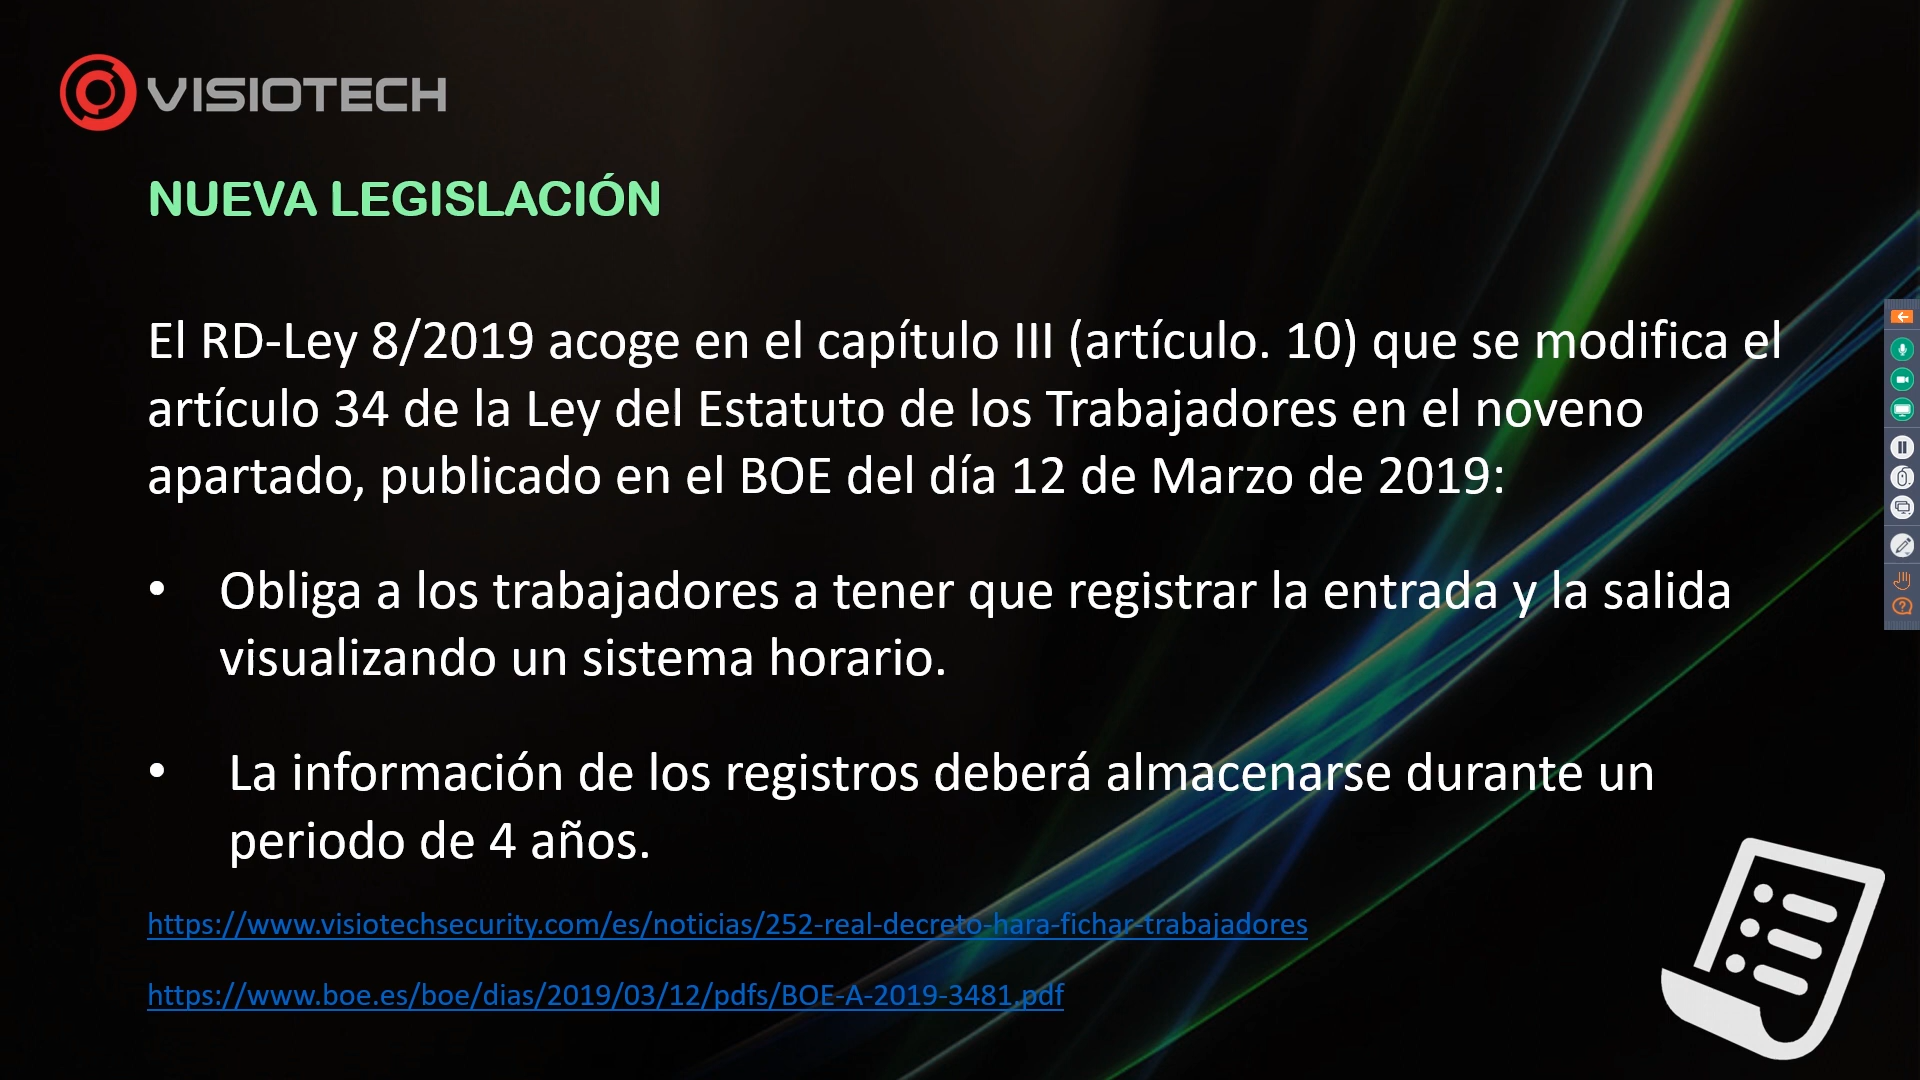 VISIOTECH
NUEVA LEGISLACIÓN
El RD-Ley 8/2019 acoge en el capítulo III (artículo. 10) que se modifica el
artículo 34 de la Ley del Estatuto de los Trabajadores en el noveno
apartado, publicado en el BOE del día 12 de Marzo de 2019:
• Obliga a los trabajadores a tener que registrar la entrada y la salida
visualizando un sistema horario.
• La información de los registros deberá almacenarse durante un
periodo de 4 años.
https://www.visiotechsecurity.com/es/noticias/252-real-decreto-hara-fichar-trabajadores
https://www.boe.es/boe/dias/2019/03/12/pdfs/BOE-A-2019-3481.pdf